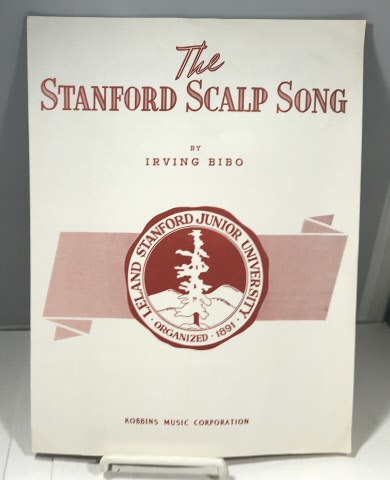 The
STANFORD SCALP SONG
BY
IRVING BIBO
LELAND STANFORD JUNIOR UNIVERSITY
· ORGANIZED · 1891 ·
ROBBINS MUSIC CORPORATION